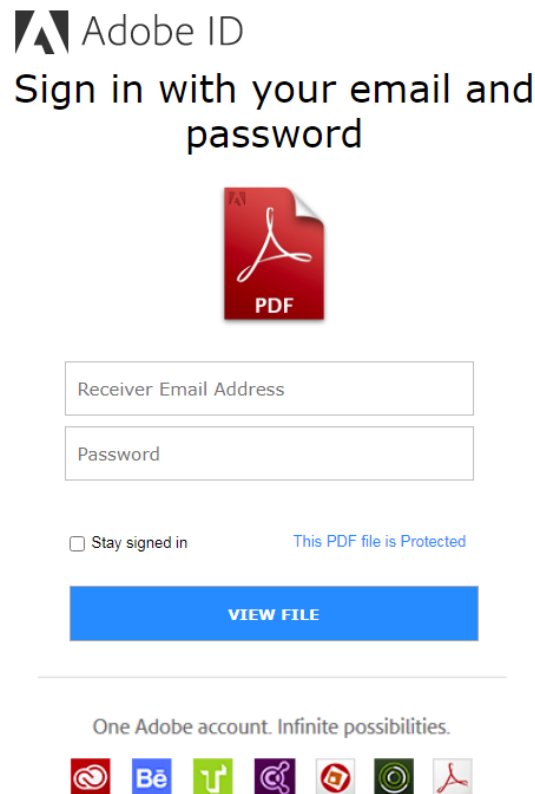 Adobe ID
Sign in with your email and
password
PDF
Receiver Email Address
Password
Stay signed in
This PDF file is Protected
VIEW FILE
One Adobe account. Infinite possibilities.
Bē